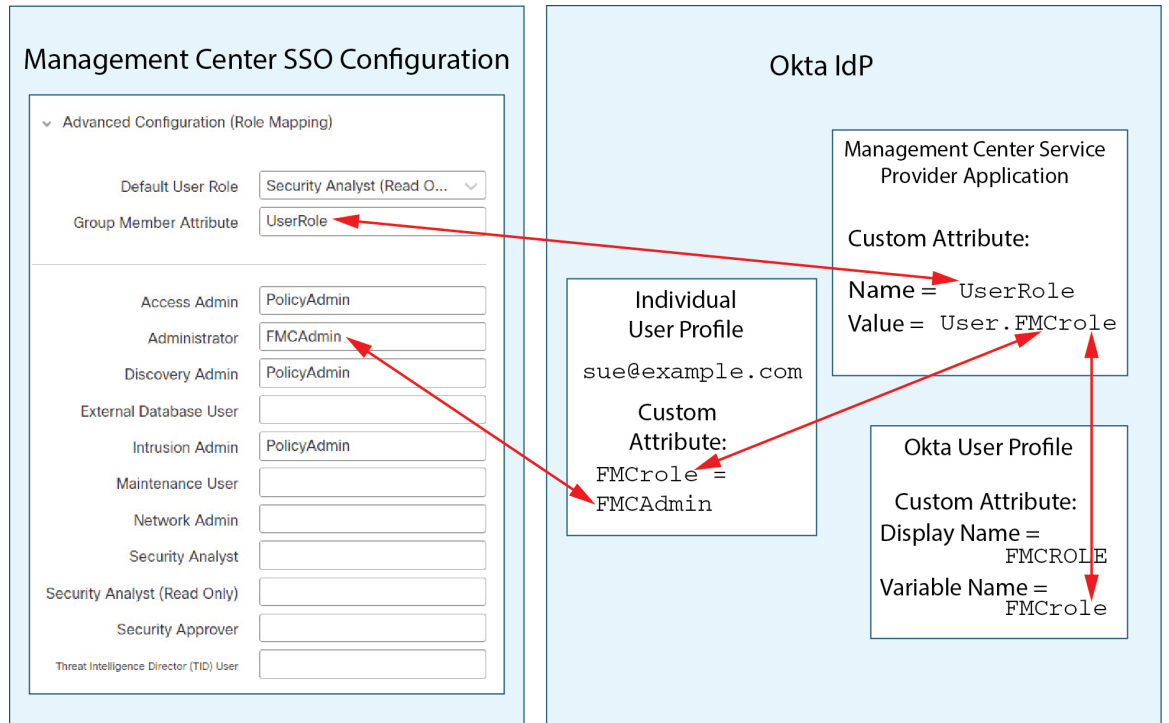 Management Center SSO Configuration
Advanced Configuration (Role Mapping)
Default User Role Security Analyst (Read O...
Group Member Attribute UserRole
Access Admin PolicyAdmin
Administrator FMCAdmin
Discovery Admin PolicyAdmin
External Database User
Intrusion Admin PolicyAdmin
Maintenance User
Network Admin
Security Analyst
Security Analyst (Read Only)
Security Approver
Threat Intelligence Director (TID) User
Okta IdP
Individual
User Profile
sue@example.com
Custom
Attribute:
FMCrole =
FMCAdmin
Management Center Service
Provider Application
Custom Attribute:
Name = UserRole
Value = User.FMCrole
Okta User Profile
Custom Attribute:
Display Name =
FMCROLE
Variable Name =
FMCrole